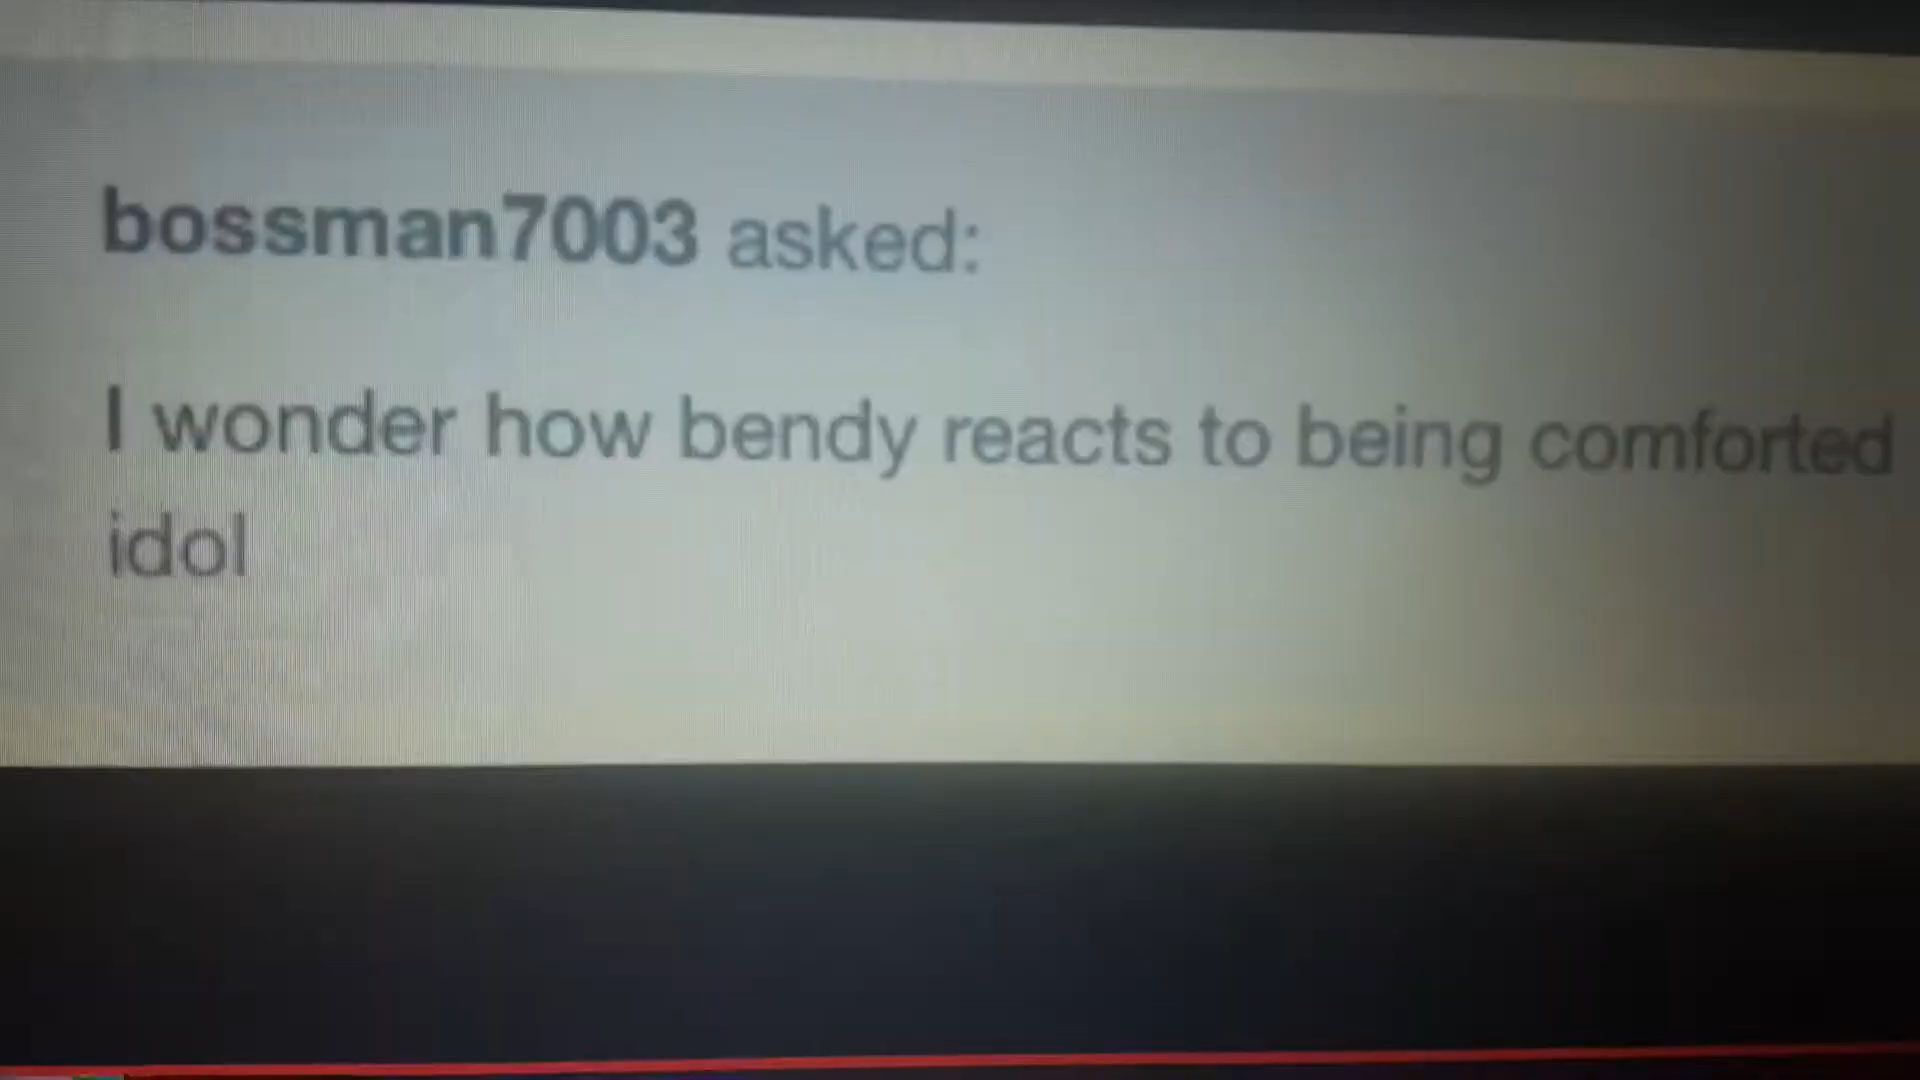 bossman7003 asked:
I wonder how bendy reacts to being comforted
idol